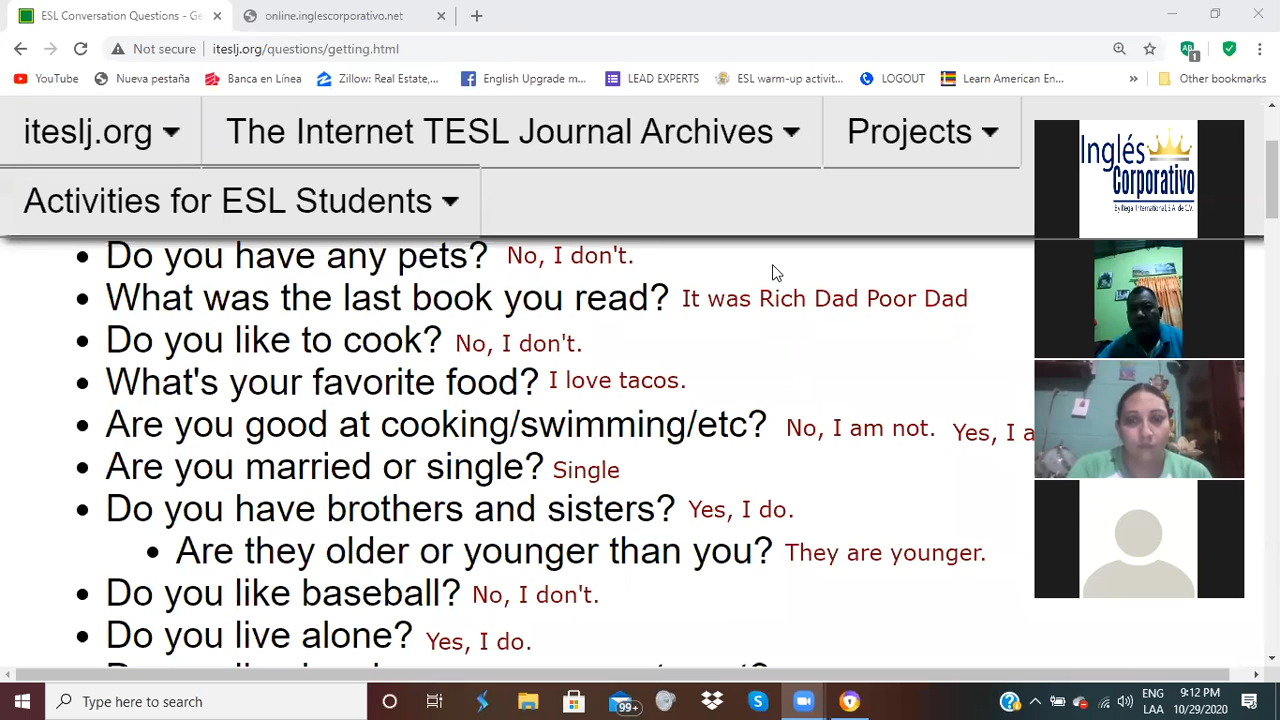 ESL Conversation Questions - Ge
online.inglescorporativo.net
Not secure
iteslj.org/questions/getting.html
YouTube
Nueva pestaña
Banca en Línea
Zillow: Real Estate,...
English Upgrade m...
LEAD EXPERTS
ESL warm-up activit...
LOGOUT
Learn American En...
Other bookmarks
iteslj.org
The Internet TESL Journal Archives
Projects
Activities for ESL Students
Inglés
Corporativo
Do you have any pets? No, I don't.
What was the last book you read? It was Rich Dad Poor Dad
Do you like to cook? No, I don't.
What's your favorite food? I love tacos.
Are you good at cooking/swimming/etc? No, I am not. Yes, I a
Are you married or single? Single
Do you have brothers and sisters? Yes, I do.
Are they older or younger than you? They are younger.
Do you like baseball? No, I don't.
Do you live alone? Yes, I do.
Type here to search
99+
ENG
LAA
9:12 PM
10/29/2020